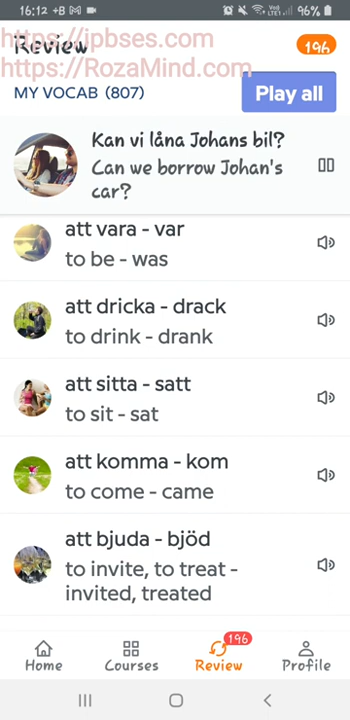 16:12 +B
96%
https://jpbses.com
Review
196
https://RozaMind.com
MY VOCAB (807)
Play all
Kan vi låna Johans bil?
Can we borrow Johan's
car?
att vara - var
to be - was
att dricka - drack
to drink - drank
att sitta - satt
to sit - sat
att komma - kom
to come - came
att bjuda - bjöd
to invite, to treat -
invited, treated
196
Home
Courses
Review
Profile